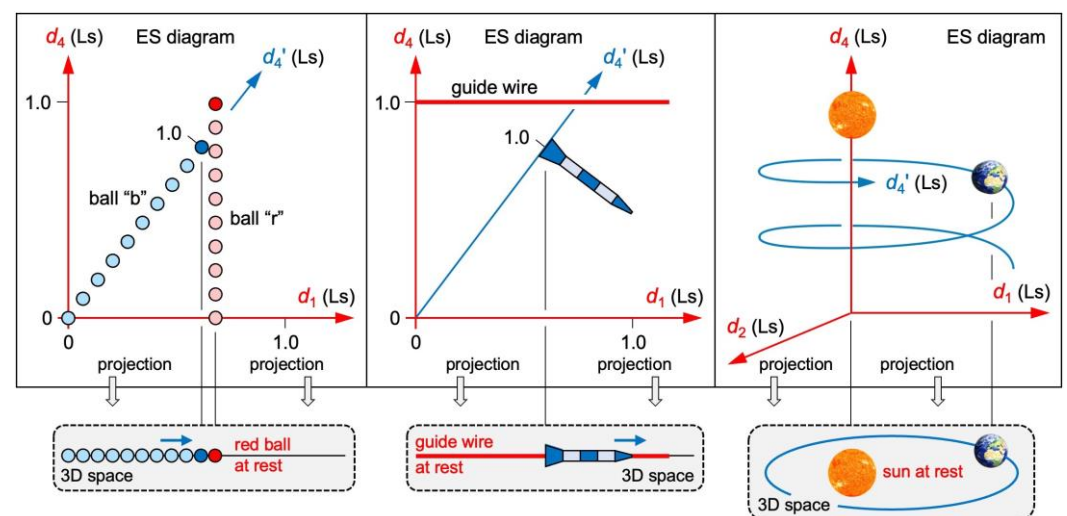 d4 (Ls)
ES diagram
d4' (Ls)
1.0
1.0
ball “b”
ball “r”
d1 (Ls)
0
0
1.0
projection
projection
red ball
at rest
3D space
d4 (Ls)
ES diagram
d4' (Ls)
guide wire
1.0
1.0
d1 (Ls)
0
0
1.0
projection
projection
guide wire
at rest
3D space
d4 (Ls)
ES diagram
d4' (Ls)
d1 (Ls)
d2 (Ls)
projection
projection
sun at rest
3D space